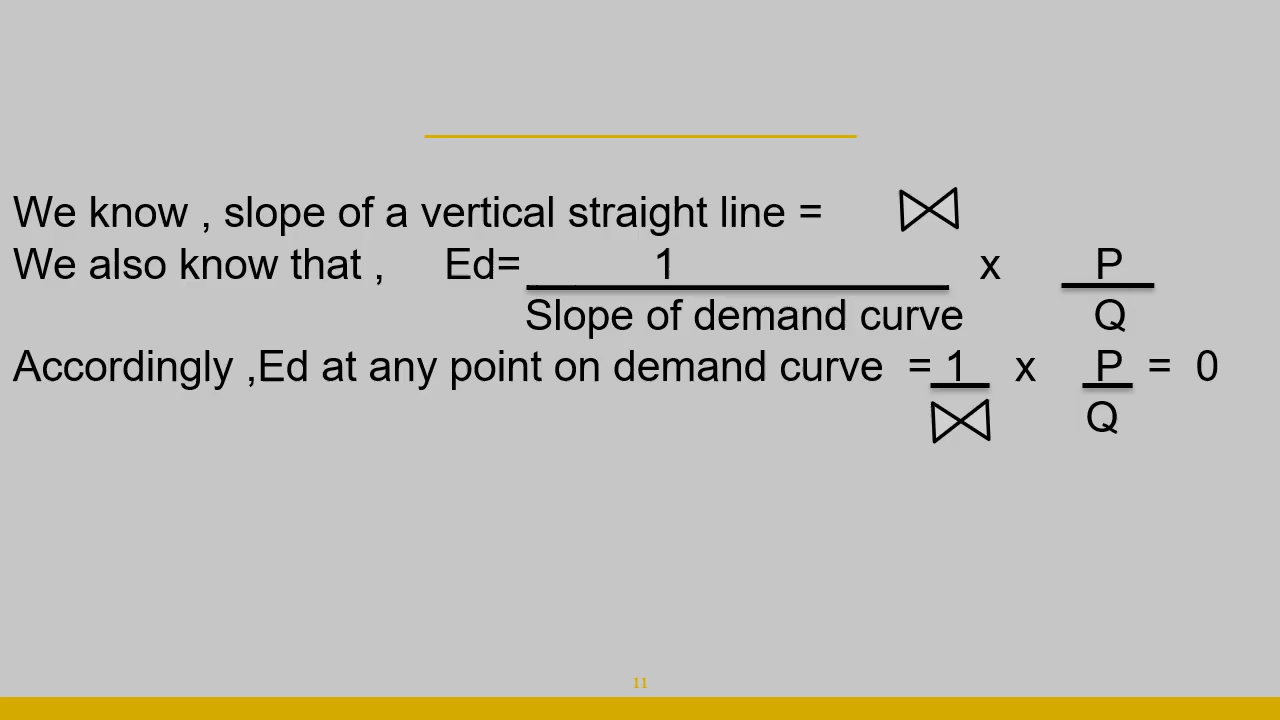 We know , slope of a vertical straight line = ⋈
We also know that , Ed= 1 x P
Slope of demand curve Q
Accordingly ,Ed at any point on demand curve = 1 x P = 0
⋈ Q
11